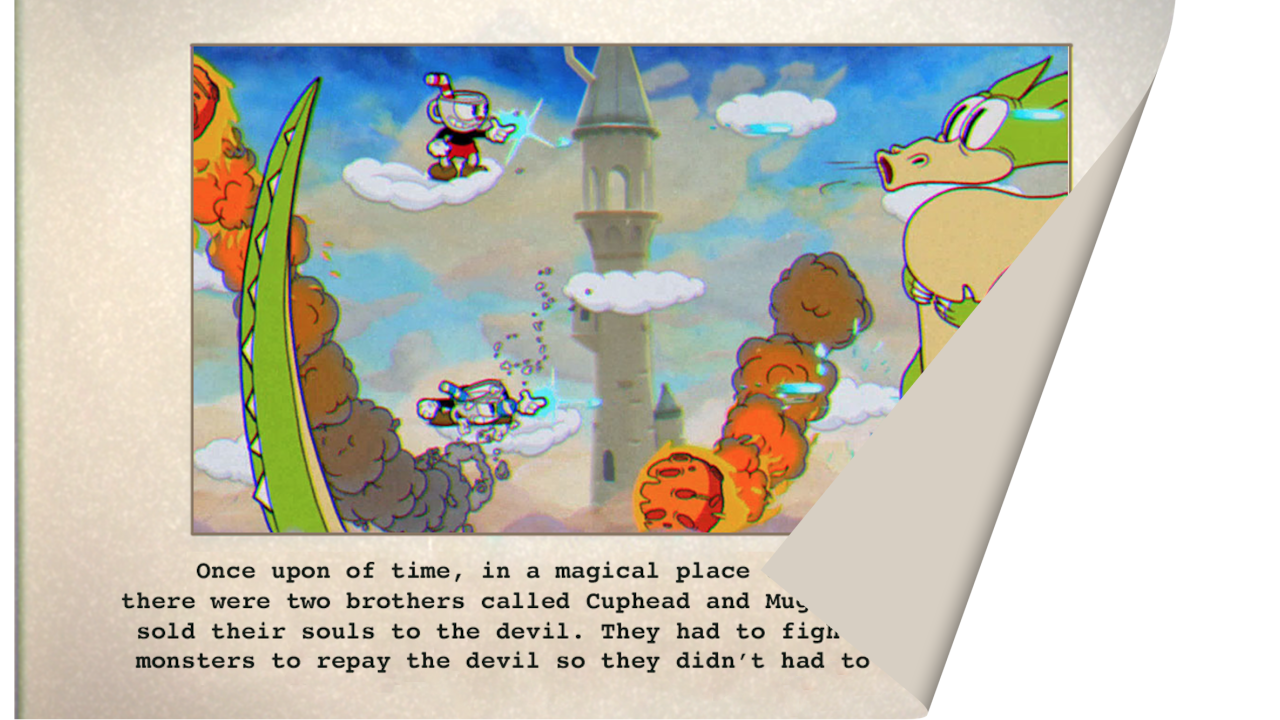 Once upon of time, in a magical place
there were two brothers called Cuphead and
sold their souls to the devil. They had to
monsters to repay the devil so they didn’t had to